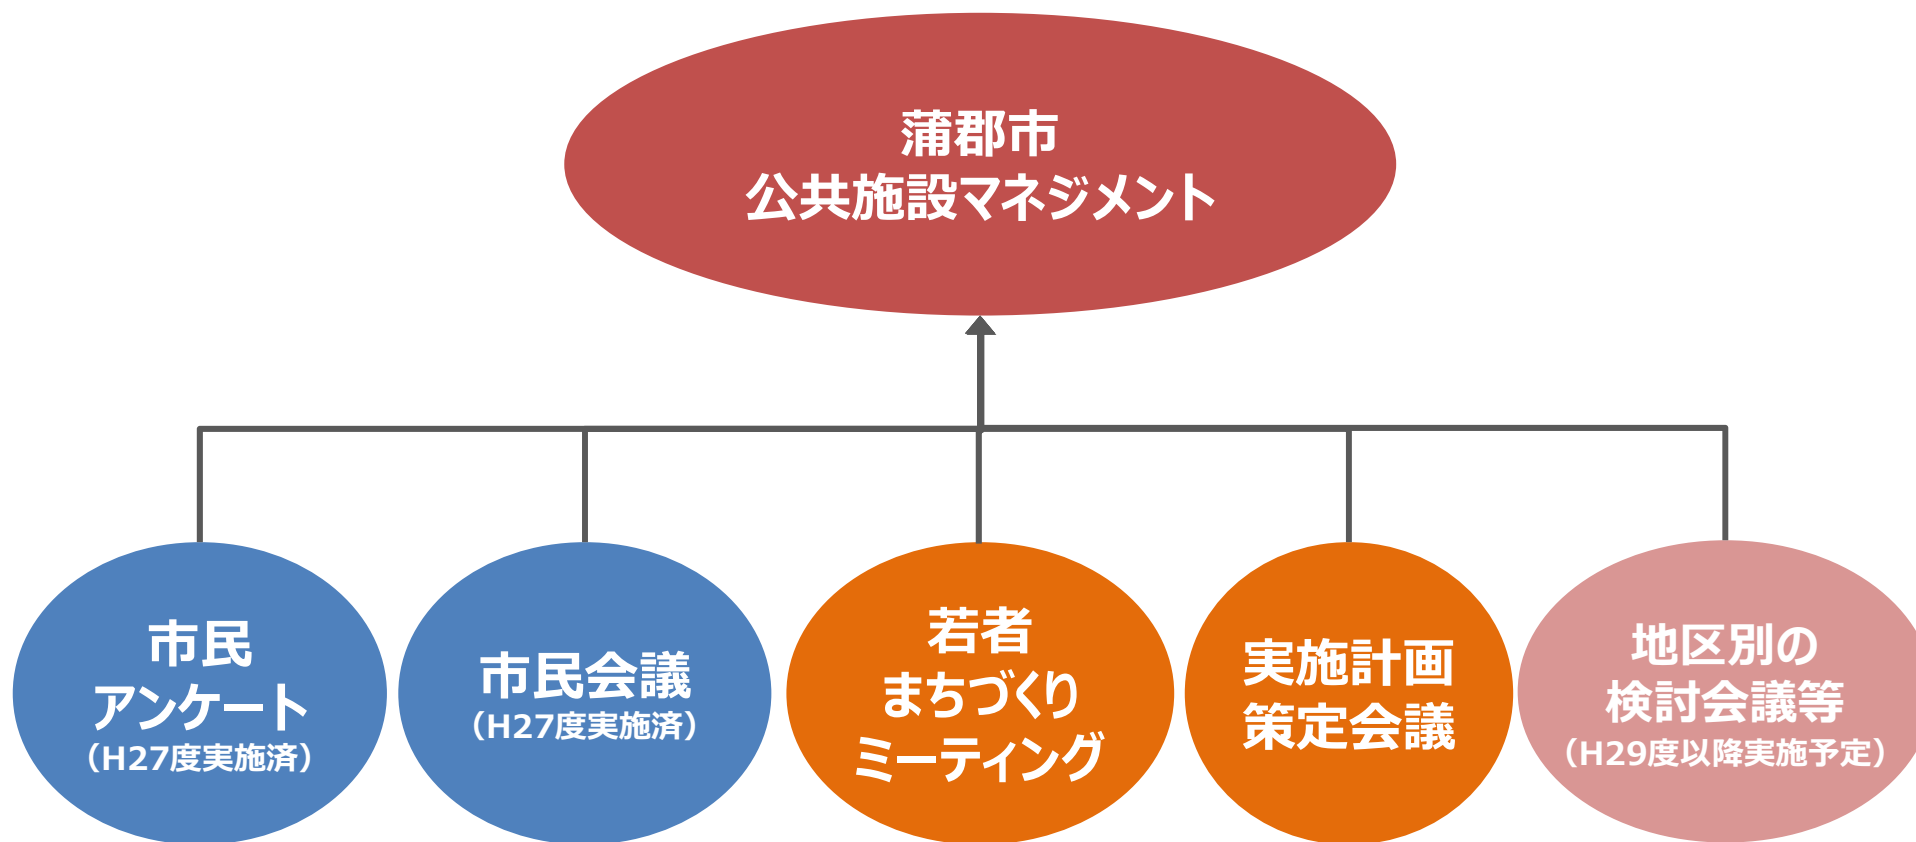 蒲郡市
公共施設マネジメント
市民
アンケート
（H27度実施済）
市民会議
（H27度実施済）
若者
まちづくり
ミーティング
実施計画
策定会議
地区別の
検討会議等
（H29度以降実施予定）